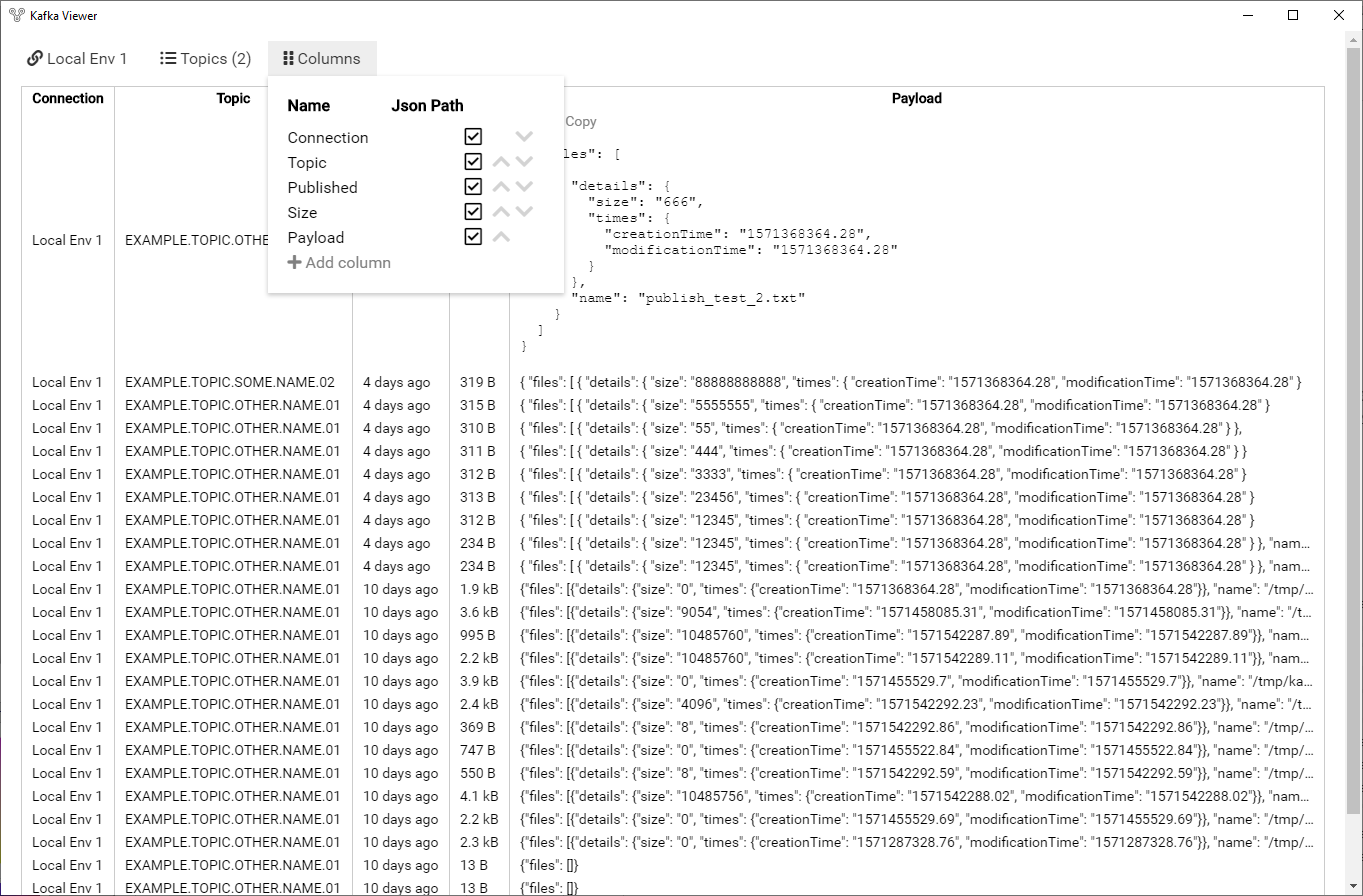 Kafka Viewer
Local Env 1 Topics (2) Columns
Connection Topic Payload
Name Json Path
Connection
Topic
Published
Size
Payload
Add column
Copy
les": [
"details": {
"size": "666",
"times": {
"creationTime": "1571368364.28",
"modificationTime": "1571368364.28"
}
},
"name": "publish_test_2.txt"
}
]
}
Local Env 1 EXAMPLE.TOPIC.OTHE
Local Env 1 EXAMPLE.TOPIC.SOME.NAME.02 4 days ago 319 B { "files": [ { "details": { "size": "88888888888", "times": { "creationTime": "1571368364.28", "modificationTime": "1571368364.28" }
Local Env 1 EXAMPLE.TOPIC.OTHER.NAME.01 4 days ago 315 B { "files": [ { "details": { "size": "5555555", "times": { "creationTime": "1571368364.28", "modificationTime": "1571368364.28" }
Local Env 1 EXAMPLE.TOPIC.OTHER.NAME.01 4 days ago 310 B { "files": [ { "details": { "size": "55", "times": { "creationTime": "1571368364.28", "modificationTime": "1571368364.28" } },
Local Env 1 EXAMPLE.TOPIC.OTHER.NAME.01 4 days ago 311 B { "files": [ { "details": { "size": "444", "times": { "creationTime": "1571368364.28", "modificationTime": "1571368364.28" } }
Local Env 1 EXAMPLE.TOPIC.OTHER.NAME.01 4 days ago 312 B { "files": [ { "details": { "size": "3333", "times": { "creationTime": "1571368364.28", "modificationTime": "1571368364.28" }
Local Env 1 EXAMPLE.TOPIC.OTHER.NAME.01 4 days ago 313 B { "files": [ { "details": { "size": "23456", "times": { "creationTime": "1571368364.28", "modificationTime": "1571368364.28" }
Local Env 1 EXAMPLE.TOPIC.OTHER.NAME.01 4 days ago 312 B { "files": [ { "details": { "size": "12345", "times": { "creationTime": "1571368364.28", "modificationTime": "1571368364.28" }
Local Env 1 EXAMPLE.TOPIC.OTHER.NAME.01 4 days ago 234 B { "files": [ { "details": { "size": "12345", "times": { "creationTime": "1571368364.28", "modificationTime": "1571368364.28" } }, "nam...
Local Env 1 EXAMPLE.TOPIC.OTHER.NAME.01 4 days ago 234 B { "files": [ { "details": { "size": "12345", "times": { "creationTime": "1571368364.28", "modificationTime": "1571368364.28" } }, "nam...
Local Env 1 EXAMPLE.TOPIC.OTHER.NAME.01 10 days ago 1.9 kB {"files": [{"details": {"size": "0", "times": {"creationTime": "1571368364.28", "modificationTime": "1571368364.28"}}, "name": "/tmp/...
Local Env 1 EXAMPLE.TOPIC.OTHER.NAME.01 10 days ago 3.6 kB {"files": [{"details": {"size": "9054", "times": {"creationTime": "1571458085.31", "modificationTime": "1571458085.31"}}, "name": "/t...
Local Env 1 EXAMPLE.TOPIC.OTHER.NAME.01 10 days ago 995 B {"files": [{"details": {"size": "10485760", "times": {"creationTime": "1571542287.89", "modificationTime": "1571542287.89"}}, "nam...
Local Env 1 EXAMPLE.TOPIC.OTHER.NAME.01 10 days ago 2.2 kB {"files": [{"details": {"size": "10485760", "times": {"creationTime": "1571542289.11", "modificationTime": "1571542289.11"}}, "nam...
Local Env 1 EXAMPLE.TOPIC.OTHER.NAME.01 10 days ago 3.9 kB {"files": [{"details": {"size": "0", "times": {"creationTime": "1571455529.7", "modificationTime": "1571455529.7"}}, "name": "/tmp/ka...
Local Env 1 EXAMPLE.TOPIC.OTHER.NAME.01 10 days ago 2.4 kB {"files": [{"details": {"size": "4096", "times": {"creationTime": "1571542292.23", "modificationTime": "1571542292.23"}}, "name": "/t...
Local Env 1 EXAMPLE.TOPIC.OTHER.NAME.01 10 days ago 369 B {"files": [{"details": {"size": "8", "times": {"creationTime": "1571542292.86", "modificationTime": "1571542292.86"}}, "name": "/tmp/...
Local Env 1 EXAMPLE.TOPIC.OTHER.NAME.01 10 days ago 747 B {"files": [{"details": {"size": "0", "times": {"creationTime": "1571455522.84", "modificationTime": "1571455522.84"}}, "name": "/tmp/...
Local Env 1 EXAMPLE.TOPIC.OTHER.NAME.01 10 days ago 550 B {"files": [{"details": {"size": "8", "times": {"creationTime": "1571542292.59", "modificationTime": "1571542292.59"}}, "name": "/tmp/...
Local Env 1 EXAMPLE.TOPIC.OTHER.NAME.01 10 days ago 4.1 kB {"files": [{"details": {"size": "10485756", "times": {"creationTime": "1571542288.02", "modificationTime": "1571542288.02"}}, "nam...
Local Env 1 EXAMPLE.TOPIC.OTHER.NAME.01 10 days ago 2.2 kB {"files": [{"details": {"size": "0", "times": {"creationTime": "1571455529.69", "modificationTime": "1571455529.69"}}, "name": "/tmp/...
Local Env 1 EXAMPLE.TOPIC.OTHER.NAME.01 10 days ago 2.3 kB {"files": [{"details": {"size": "0", "times": {"creationTime": "1571287328.76", "modificationTime": "1571287328.76"}}, "name": "/tmp/...
Local Env 1 EXAMPLE.TOPIC.OTHER.NAME.01 10 days ago 13 B {"files": []}
Local Env 1 EXAMPLE.TOPIC.OTHER.NAME.01 10 days ago 13 B {"files": []}